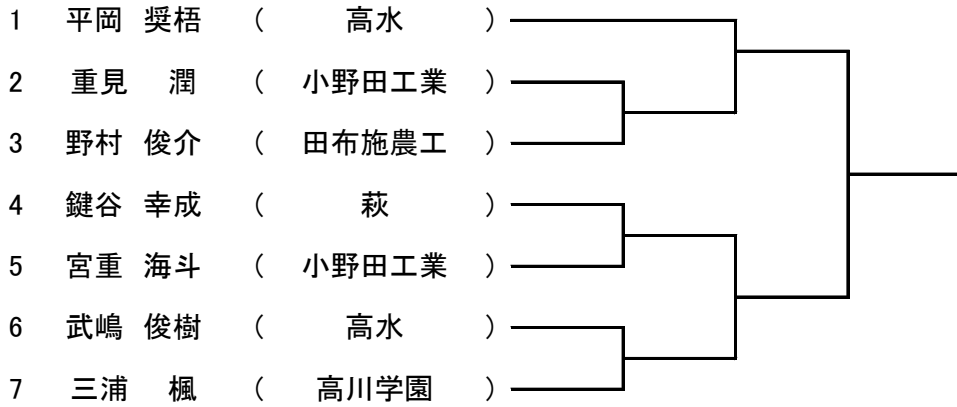 1 平岡 奨梧 ( 高水 )
2 重見 潤 ( 小野田工業 )
3 野村 俊介 ( 田布施農工 )
4 鍵谷 幸成 ( 萩 )
5 宮重 海斗 ( 小野田工業 )
6 武嶋 俊樹 ( 高水 )
7 三浦 楓 ( 高川学園 )